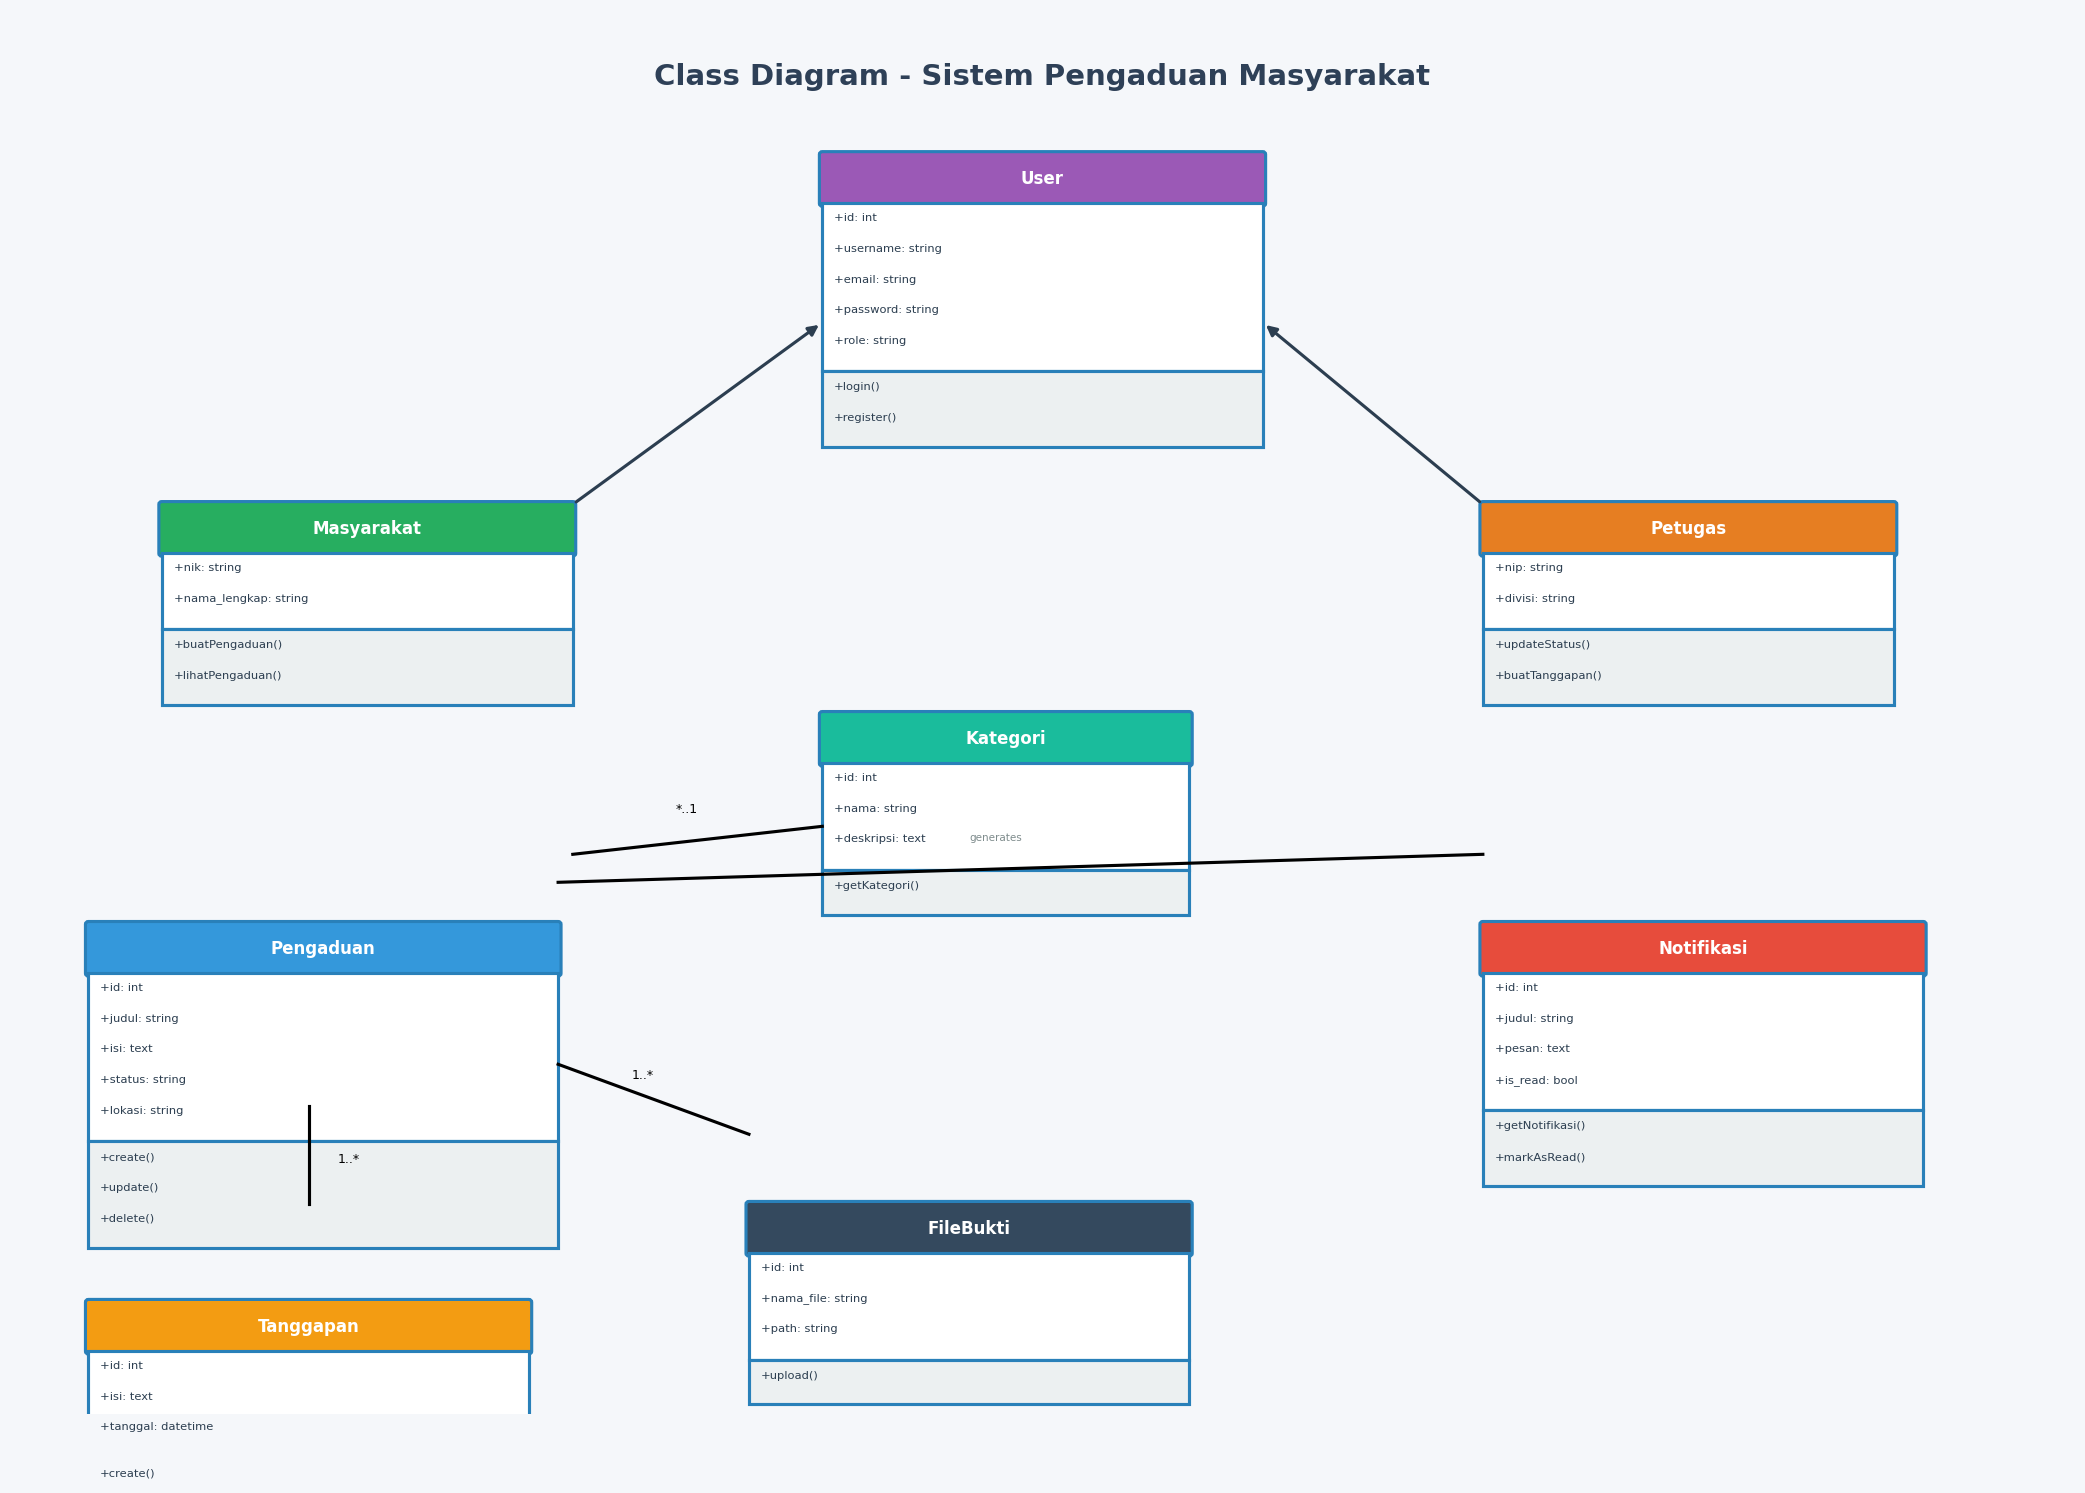 Class Diagram - Sistem Pengaduan Masyarakat
User
+id: int
+username: string
+email: string
+password: string
+role: string
+login()
+register()
Masyarakat
+nik: string
+nama_lengkap: string
+buatPengaduan()
+lihatPengaduan()
Petugas
+nip: string
+divisi: string
+updateStatus()
+buatTanggapan()
Kategori
+id: int
+nama: string
+deskripsi: text
generates
+getKategori()
*..1
Pengaduan
+id: int
+judul: string
+isi: text
+status: string
+lokasi: string
+create()
+update()
+delete()
1..*
1..*
Notifikasi
+id: int
+judul: string
+pesan: text
+is_read: bool
+getNotifikasi()
+markAsRead()
FileBukti
+id: int
+nama_file: string
+path: string
+upload()
Tanggapan
+id: int
+isi: text
+tanggal: datetime
+create()